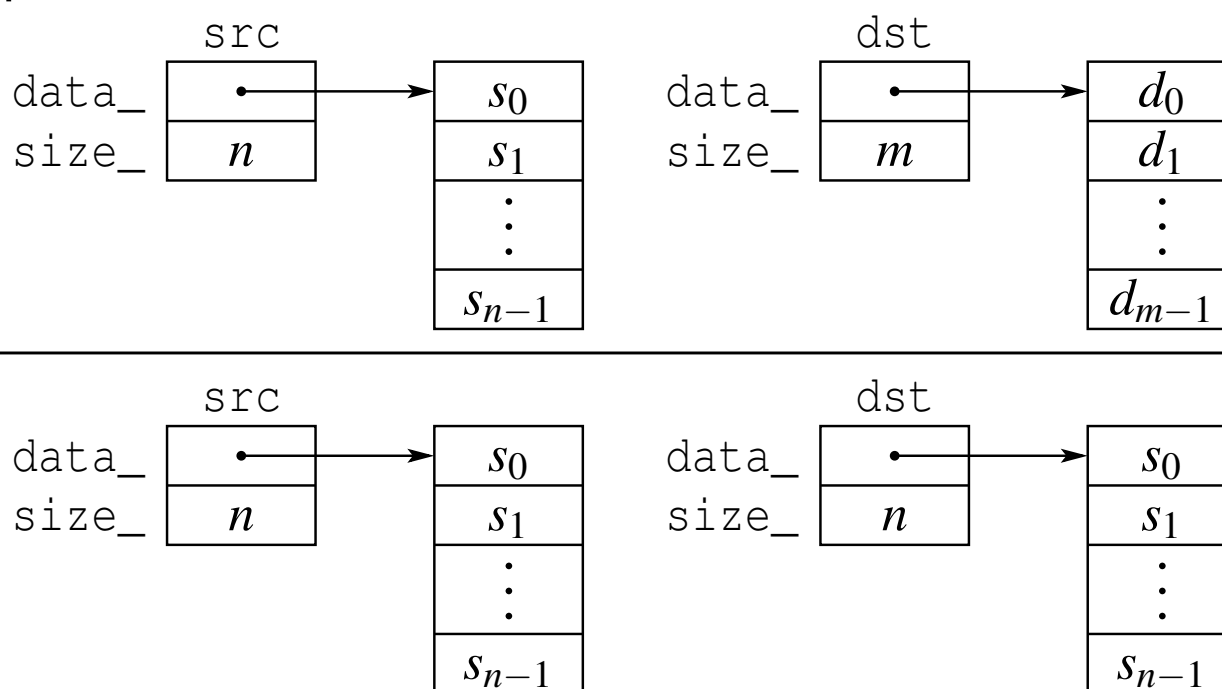 src dst
data_ s0 data_ d0
size_ n s1 size_ m d1
⋮ ⋮
sn−1 dm−1
src dst
data_ s0 data_ s0
size_ n s1 size_ n s1
⋮ ⋮
sn−1 sn−1